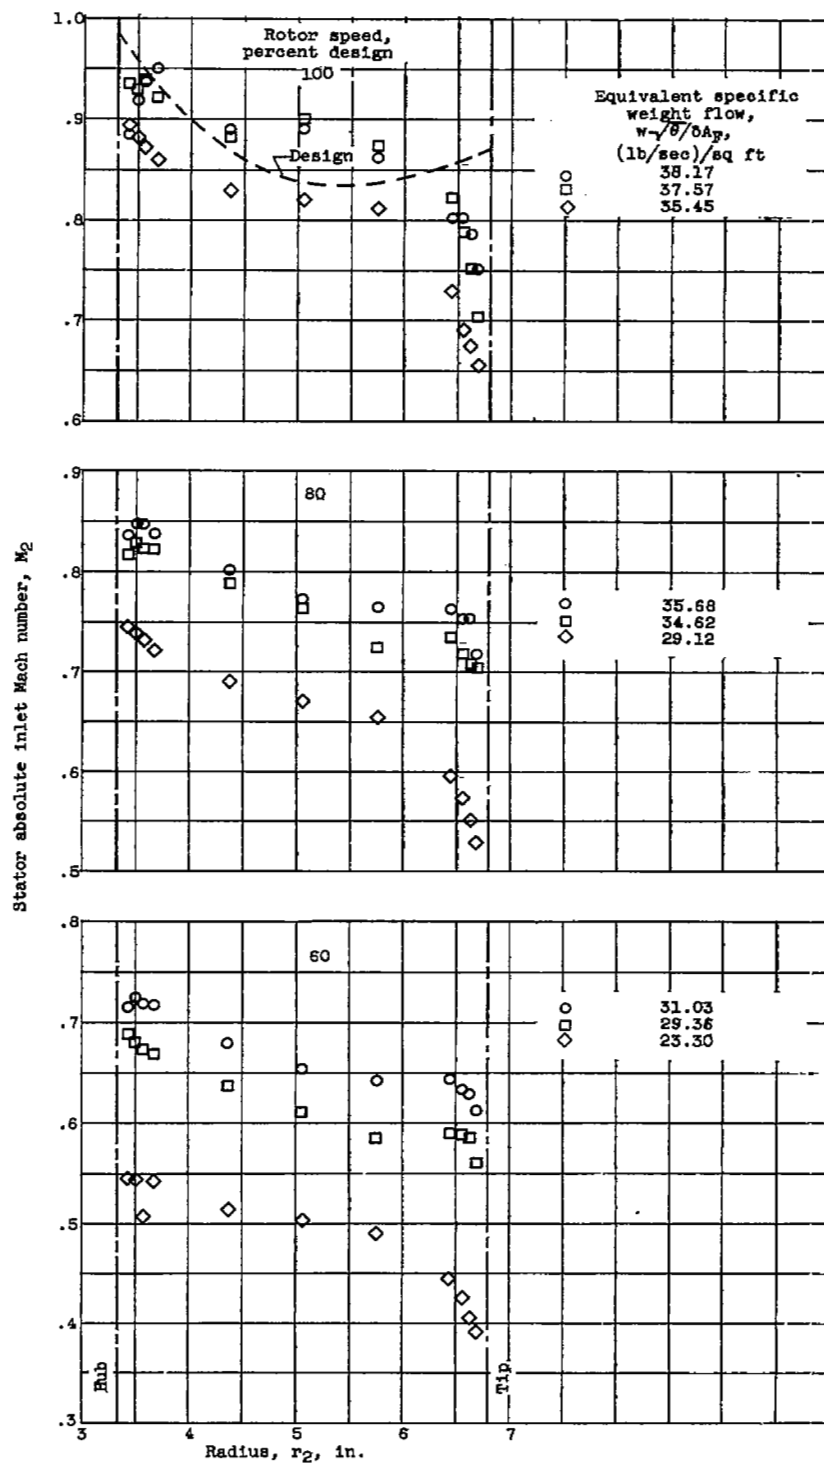 1.0
Rotor speed,
percent design
100
Equivalent specific
weight flow,
w√θ/δA_F,
(lb/sec)/sq ft
.9
Design
38.17
37.57
35.45
.8
.7
.6
.9
80
.8
35.68
34.62
29.12
.7
.6
.5
Stator absolute inlet Mach number, M2
.8
60
31.03
29.36
23.30
.7
.6
.5
.4
Hub
Tip
.3
3 4 5 6 7
Radius, r2, in.